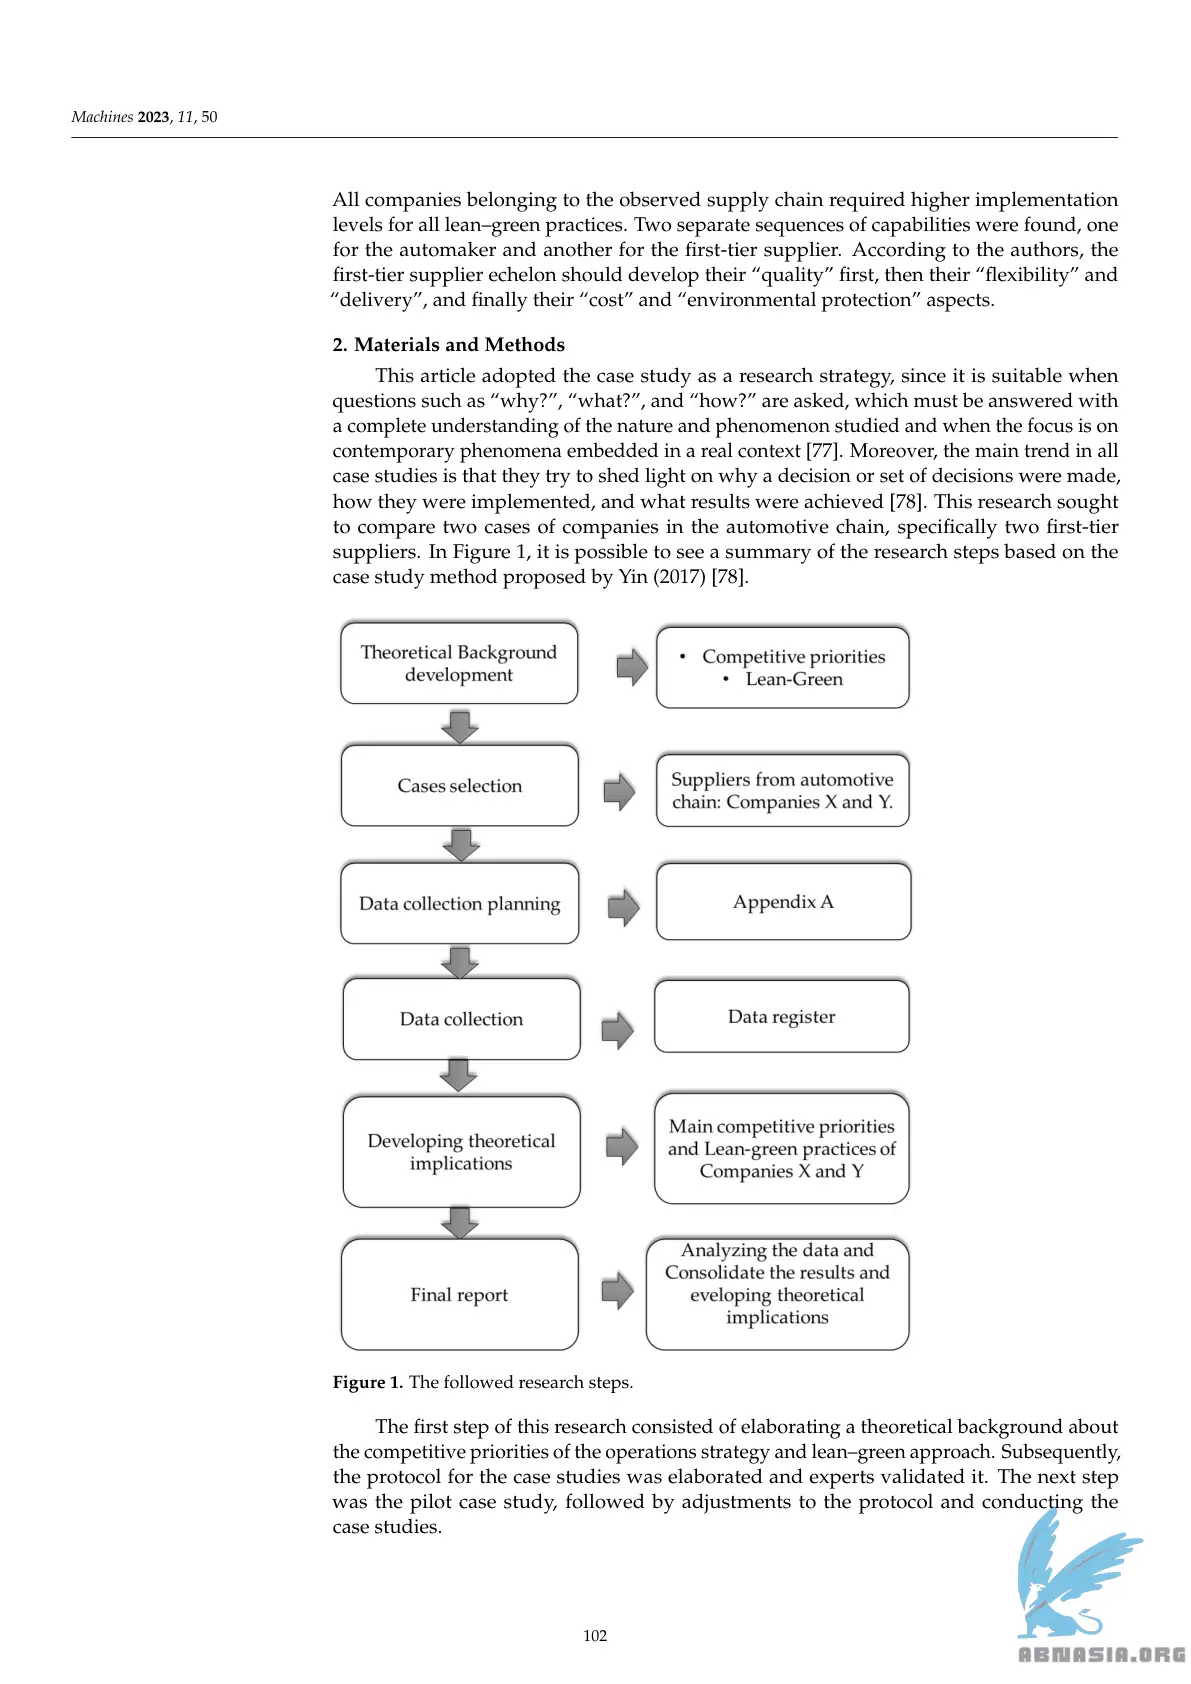 Machines 2023, 11, 50
All companies belonging to the observed supply chain required higher implementation
levels for all lean–green practices. Two separate sequences of capabilities were found, one
for the automaker and another for the first-tier supplier. According to the authors, the
first-tier supplier echelon should develop their “quality” first, then their “flexibility” and
“delivery”, and finally their “cost” and “environmental protection” aspects.
2. Materials and Methods
This article adopted the case study as a research strategy, since it is suitable when
questions such as “why?”, “what?”, and “how?” are asked, which must be answered with
a complete understanding of the nature and phenomenon studied and when the focus is on
contemporary phenomena embedded in a real context [77]. Moreover, the main trend in all
case studies is that they try to shed light on why a decision or set of decisions were made,
how they were implemented, and what results were achieved [78]. This research sought
to compare two cases of companies in the automotive chain, specifically two first-tier
suppliers. In Figure 1, it is possible to see a summary of the research steps based on the
case study method proposed by Yin (2017) [78].
Theoretical Background
development
• Competitive priorities
• Lean-Green
Cases selection
Suppliers from automotive
chain: Companies X and Y.
Data collection planning
Appendix A
Data collection
Data register
Developing theoretical
implications
Main competitive priorities
and Lean-green practices of
Companies X and Y
Final report
Analyzing the data and
Consolidate the results and
eveloping theoretical
implications
Figure 1. The followed research steps.
The first step of this research consisted of elaborating a theoretical background about
the competitive priorities of the operations strategy and lean–green approach. Subsequently,
the protocol for the case studies was elaborated and experts validated it. The next step
was the pilot case study, followed by adjustments to the protocol and conducting the
case studies.
102
ABNASIA.ORG